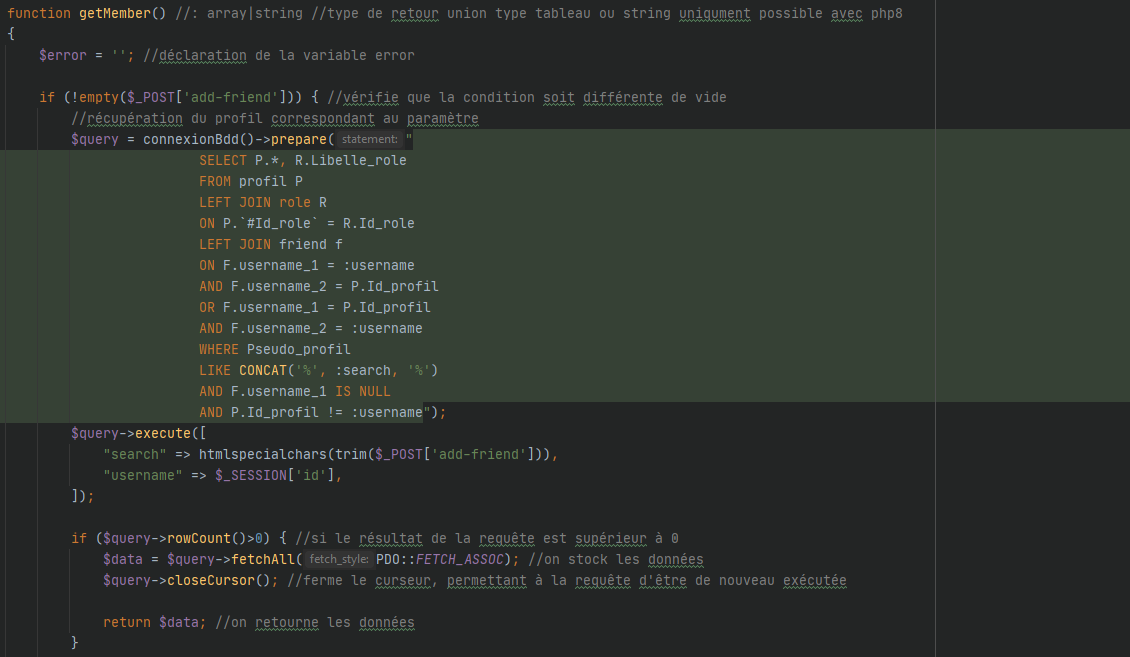 function getMember() //: array|string //type de retour union type tableau ou string uniqument possible avec php8
{
$error = ''; //déclaration de la variable error
if (!empty($_POST['add-friend'])) { //vérifie que la condition soit différente de vide
//récupération du profil correspondant au paramètre
$query = connexionBdd()->prepare( statement: "
SELECT P.*, R.Libelle_role
FROM profil P
LEFT JOIN role R
ON P.`#Id_role` = R.Id_role
LEFT JOIN friend f
ON F.username_1 = :username
AND F.username_2 = P.Id_profil
OR F.username_1 = P.Id_profil
AND F.username_2 = :username
WHERE Pseudo_profil
LIKE CONCAT('%', :search, '%')
AND F.username_1 IS NULL
AND P.Id_profil != :username");
$query->execute([
"search" => htmlspecialchars(trim($_POST['add-friend'])),
"username" => $_SESSION['id'],
]);
if ($query->rowCount()>0) { //si le résultat de la requête est supérieur à 0
$data = $query->fetchAll( fetch_style: PDO::FETCH_ASSOC); //on stock les données
$query->closeCursor(); //ferme le curseur, permettant à la requête d'être de nouveau exécutée
return $data; //on retourne les données
}